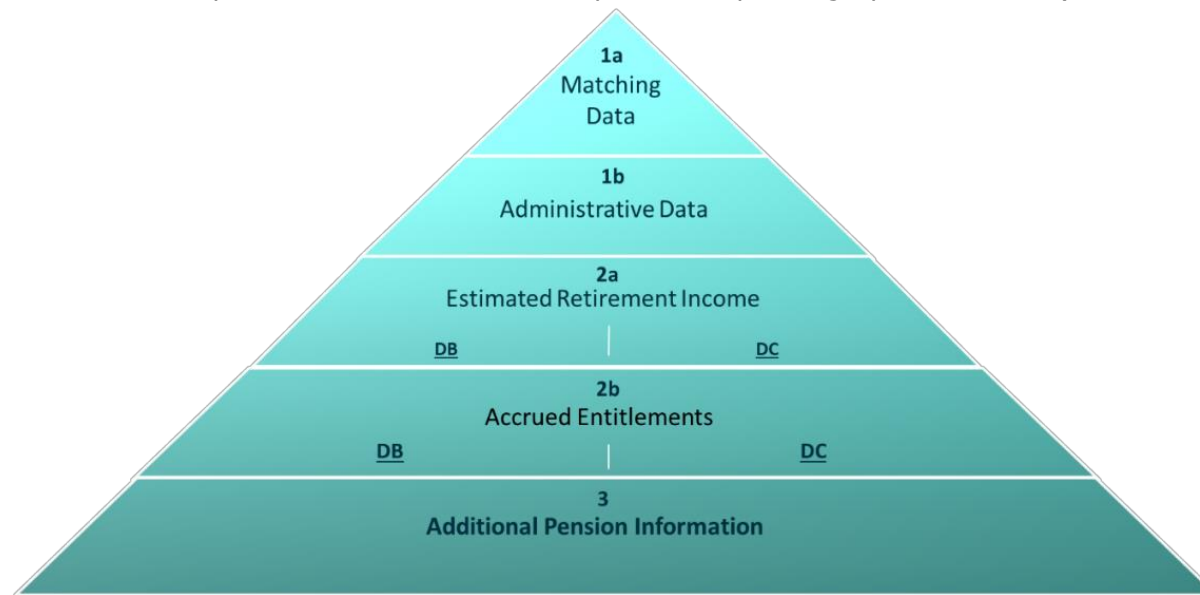 1a
Matching
Data
1b
Administrative Data
2a
Estimated Retirement Income
DB DC
2b
Accrued Entitlements
DB DC
3
Additional Pension Information